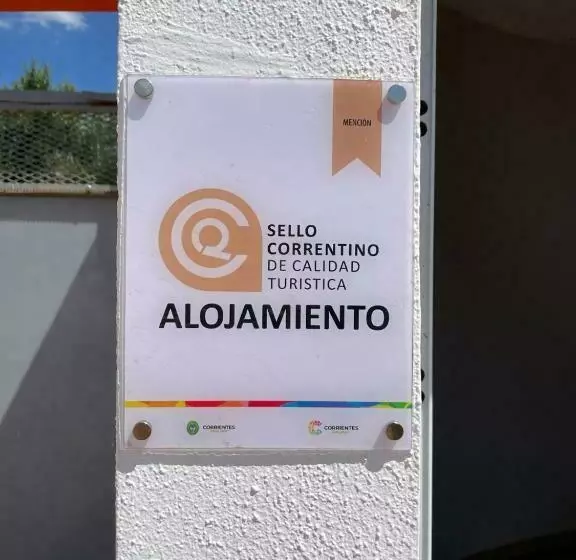 MENCIÓN
SELLO
CORRENTINO
DE CALIDAD
TURISTICA
ALOJAMIENTO
CORRIENTES
CORRIENTES